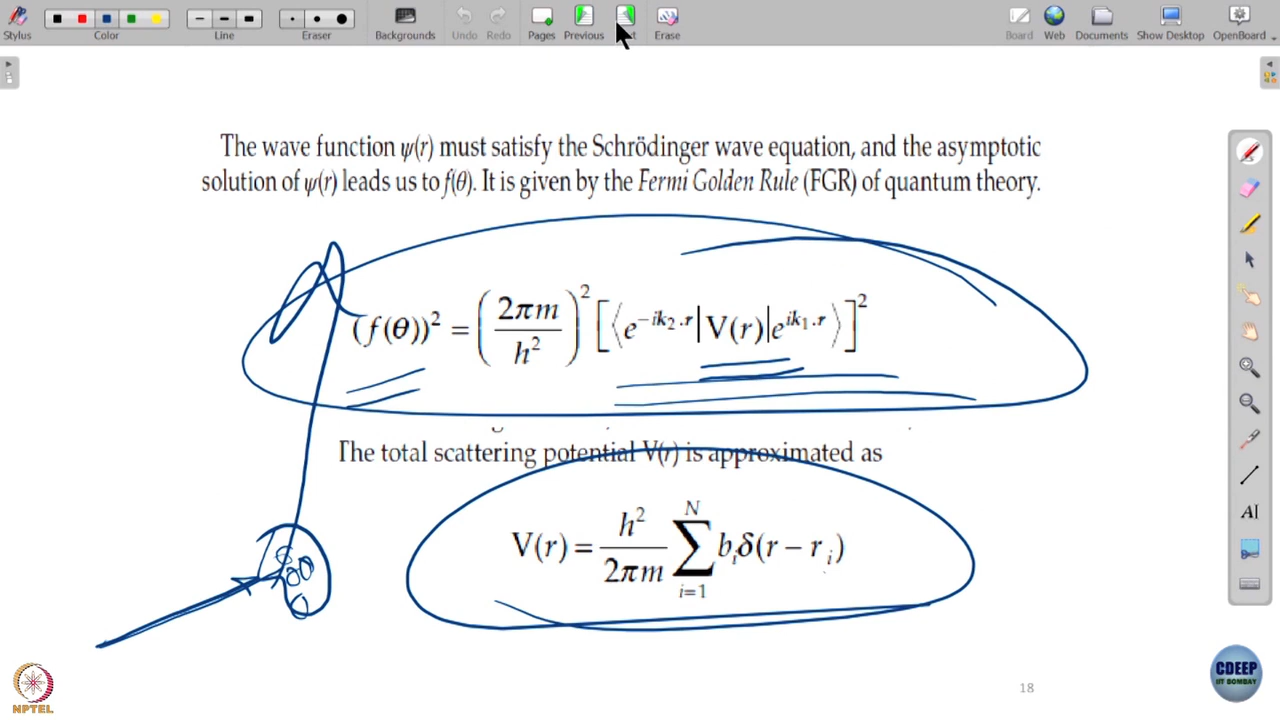 Stylus Color Line Eraser Backgrounds Undo Redo Pages Previous Erase Board Web Documents Show Desktop OpenBoard
The wave function ψ(r) must satisfy the Schrödinger wave equation, and the asymptotic
solution of ψ(r) leads us to f(θ). It is given by the Fermi Golden Rule (FGR) of quantum theory.
(f(θ))² = (2πm/h²)² [⟨e^{-ik₂.r}|V(r)|e^{ik₁.r}⟩]²
The total scattering potential V(r) is approximated as
V(r) = h²/2πm ∑_{i=1}^{N} b_i δ(r − r_i)
18
NPTEL
CDEEP
IIT BOMBAY
AI